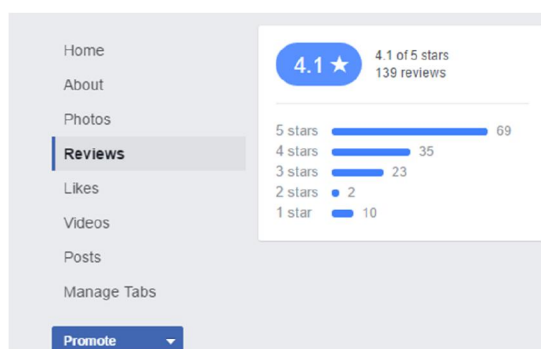 Home
About
Photos
Reviews
Likes
Videos
Posts
Manage Tabs
Promote
4.1 ★
4.1 of 5 stars
139 reviews
5 stars 69
4 stars 35
3 stars 23
2 stars 2
1 star 10